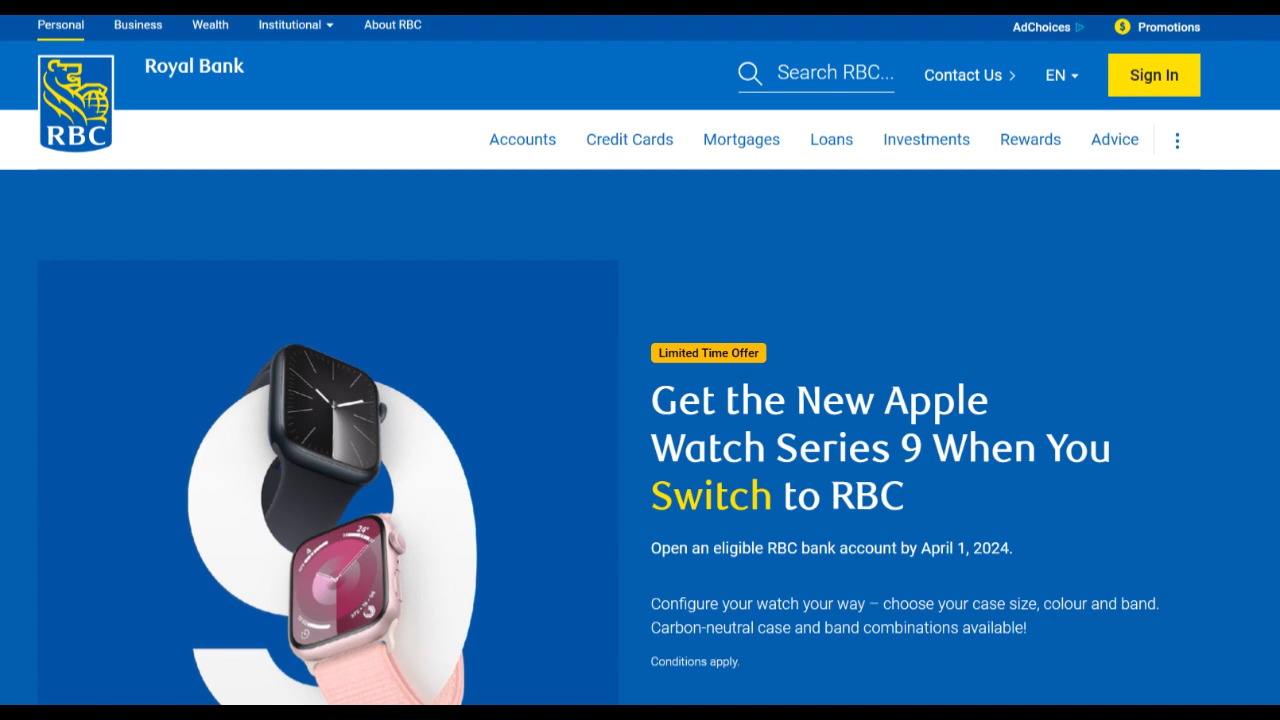 Personal Business Wealth Institutional About RBC AdChoices Promotions
Royal Bank
Search RBC...
Contact Us
EN
Sign In
RBC
Accounts Credit Cards Mortgages Loans Investments Rewards Advice
Limited Time Offer
Get the New Apple
Watch Series 9 When You
Switch to RBC
Open an eligible RBC bank account by April 1, 2024.
Configure your watch your way – choose your case size, colour and band.
Carbon-neutral case and band combinations available!
Conditions apply.
9